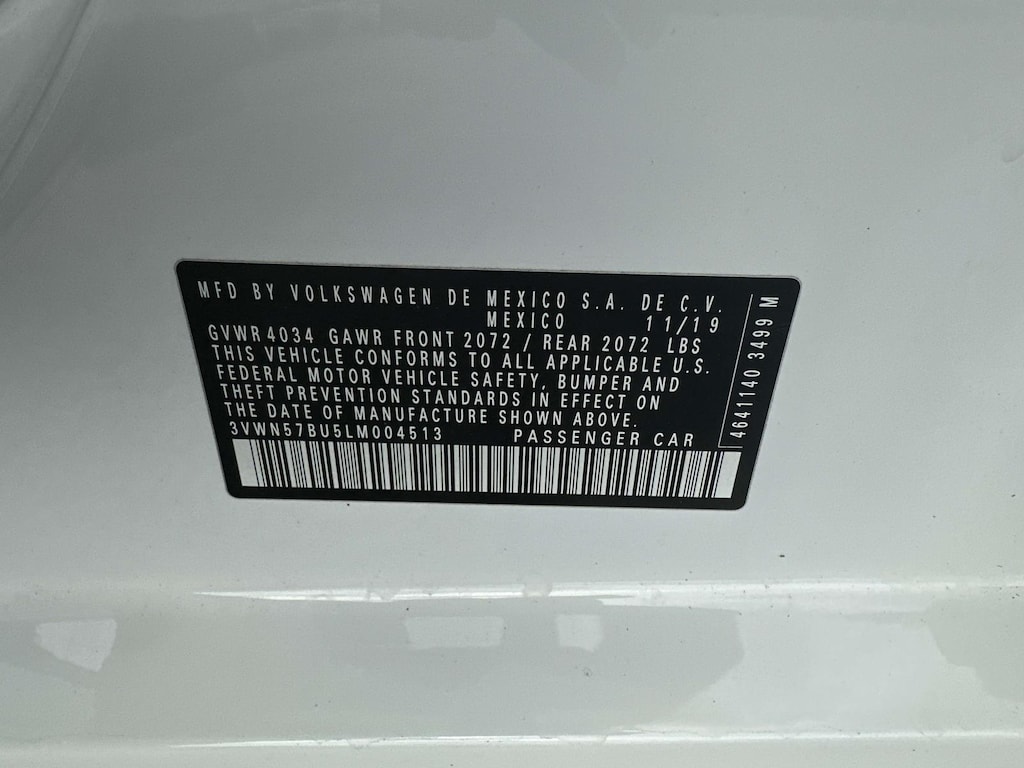 MFD BY VOLKSWAGEN DE MEXICO S.A. DE C.V.
MEXICO 11/19
GVWR 4034 GAWR FRONT 2072 / REAR 2072 LBS
THIS VEHICLE CONFORMS TO ALL APPLICABLE U.S.
FEDERAL MOTOR VEHICLE SAFETY, BUMPER AND
THEFT PREVENTION STANDARDS IN EFFECT ON
THE DATE OF MANUFACTURE SHOWN ABOVE.
3VWN57BU5LM004513 PASSENGER CAR
4641140 3499 M